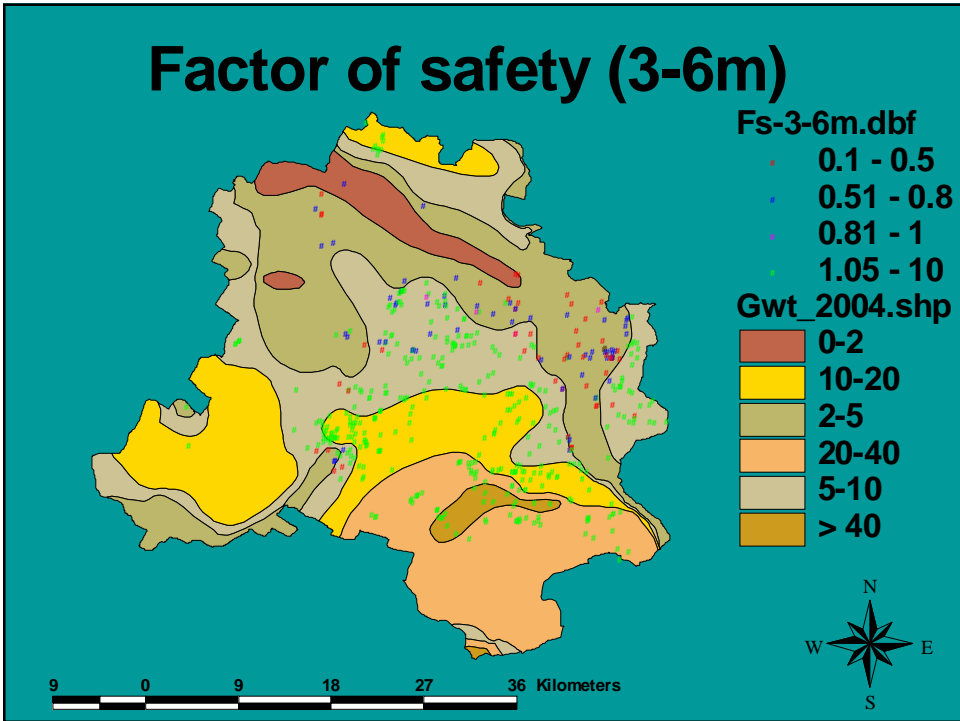 Factor of safety (3-6m)
Fs-3-6m.dbf
# 0.1 - 0.5
# 0.51 - 0.8
# 0.81 - 1
# 1.05 - 10
Gwt_2004.shp
0-2
10-20
2-5
20-40
5-10
> 40
N
W E
S
9 0 9 18 27 36 Kilometers